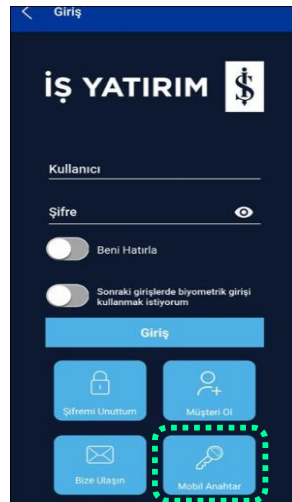 Giriş
İŞ YATIRIM
Kullanıcı
Şifre
Beni Hatırla
Sonraki girişlerde biyometrik girişi
kullanmak istiyorum
Giriş
Şifremi Unuttum
Müşteri Ol
Bize Ulaşın
Mobil Anahtar